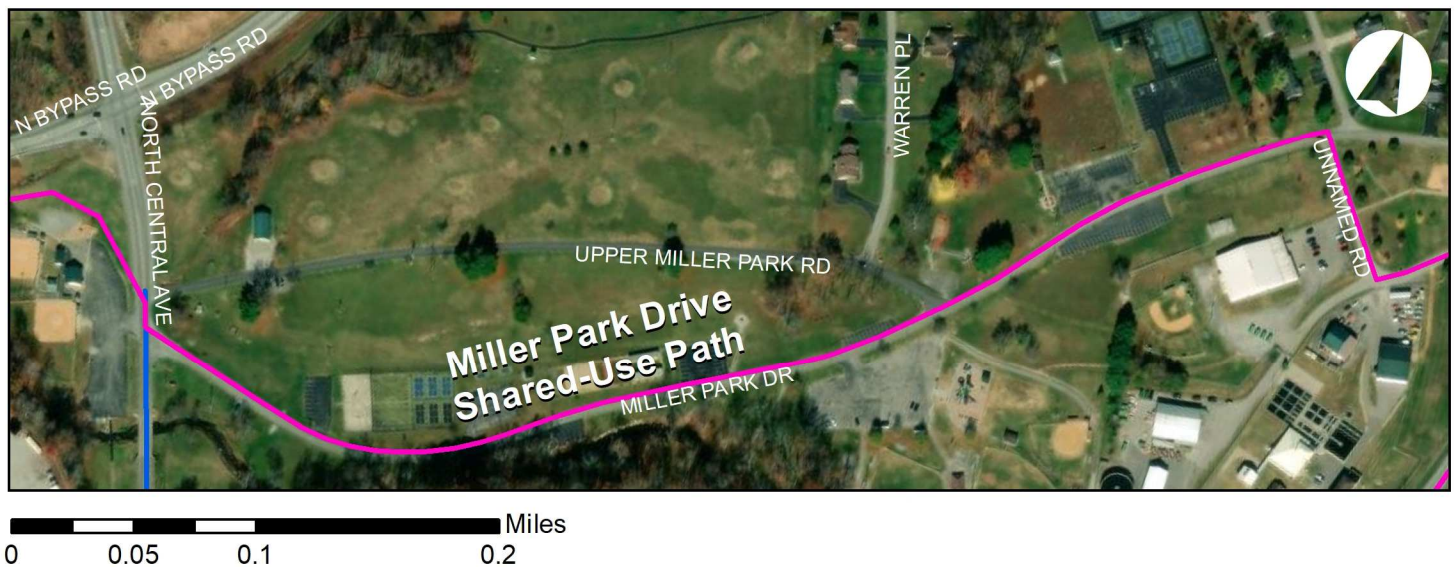 N BYPASS RD
N BYPASS RD
NORTH CENTRAL AVE
WARREN PL
UNNAMED RD
UPPER MILLER PARK RD
Miller Park Drive
Shared-Use Path
MILLER PARK DR
Miles
0 0.05 0.1 0.2